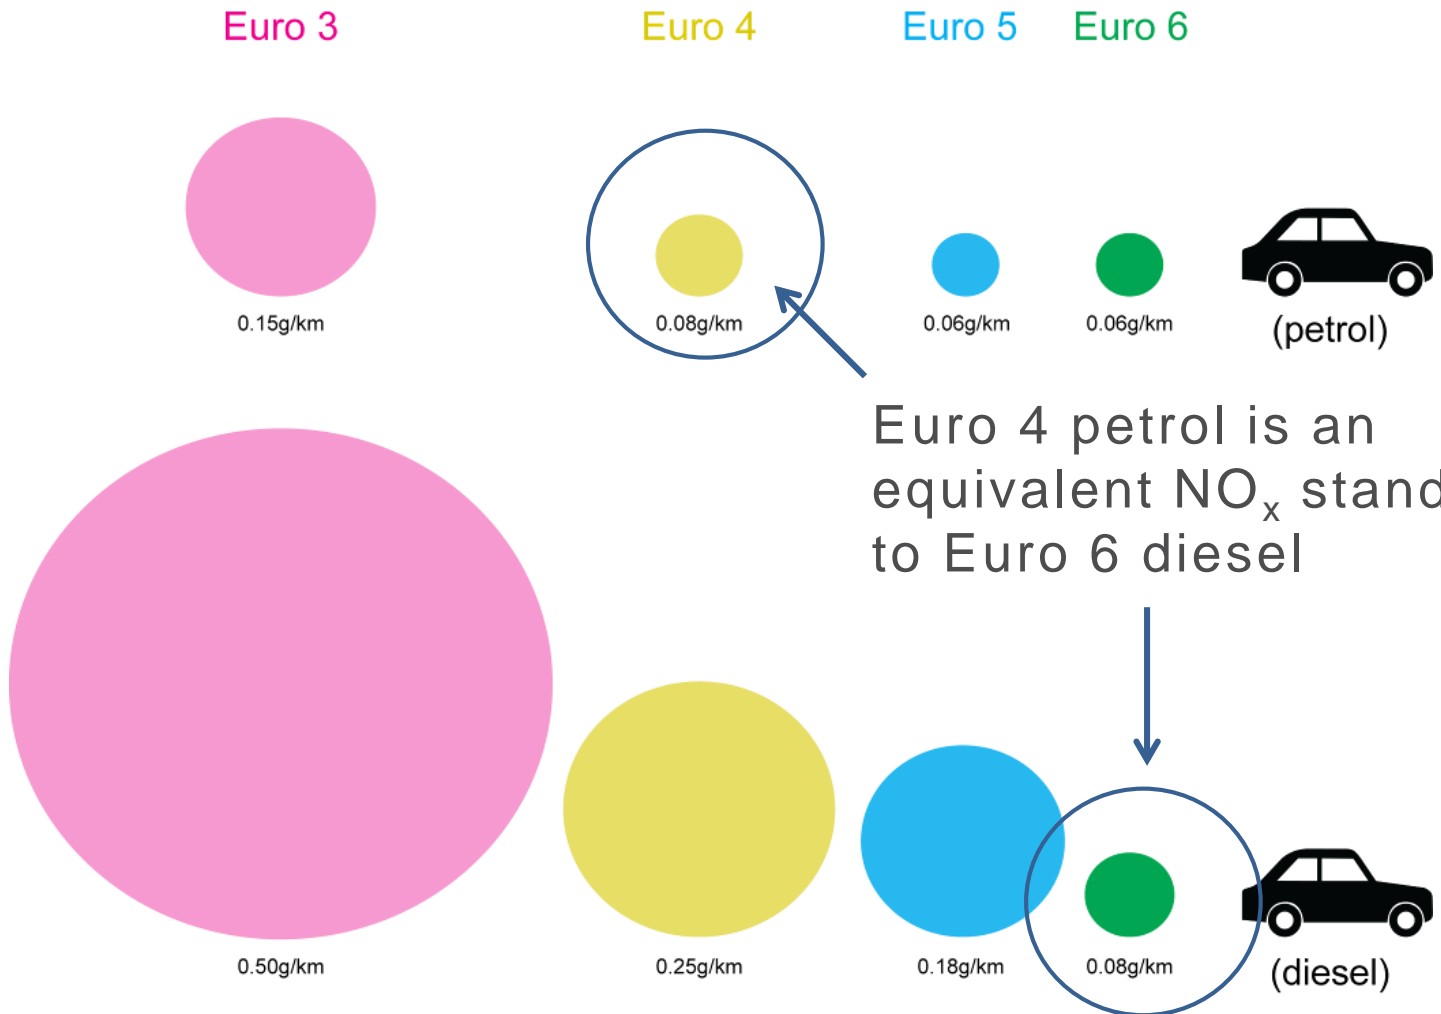 Euro 3 Euro 4 Euro 5 Euro 6
0.15g/km 0.08g/km 0.06g/km 0.06g/km
(petrol)
Euro 4 petrol is an
equivalent NOₓ stand
to Euro 6 diesel
0.50g/km 0.25g/km 0.18g/km 0.08g/km
(diesel)